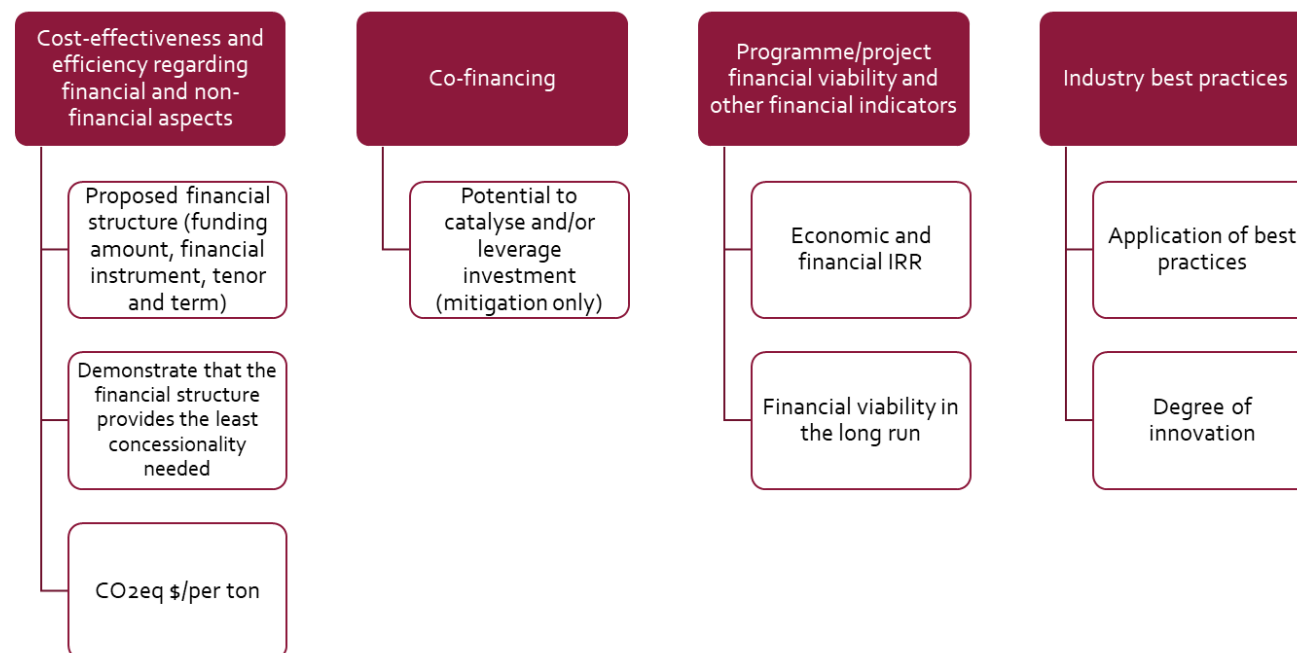 Cost-effectiveness and
efficiency regarding
financial and non-
financial aspects
Proposed financial
structure (funding
amount, financial
instrument, tenor
and term)
Demonstrate that the
financial structure
provides the least
concessionality
needed
CO2eq $/per ton
Co-financing
Potential to
catalyse and/or
leverage
investment
(mitigation only)
Programme/project
financial viability and
other financial indicators
Economic and
financial IRR
Financial viability in
the long run
Industry best practices
Application of best
practices
Degree of
innovation